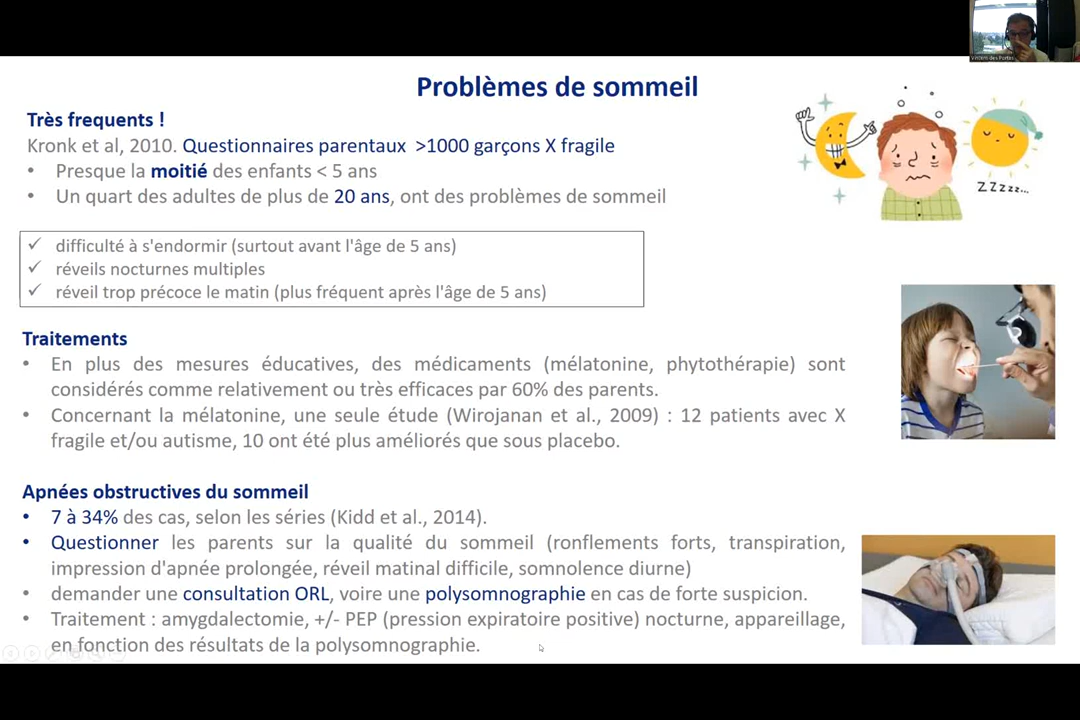 Vincent des Portes
Problèmes de sommeil
Très frequents !
Kronk et al, 2010. Questionnaires parentaux >1000 garçons X fragile
• Presque la moitié des enfants < 5 ans
• Un quart des adultes de plus de 20 ans, ont des problèmes de sommeil
zzzzz...
✓ difficulté à s'endormir (surtout avant l'âge de 5 ans)
✓ réveils nocturnes multiples
✓ réveil trop précoce le matin (plus fréquent après l'âge de 5 ans)
Traitements
• En plus des mesures éducatives, des médicaments (mélatonine, phytothérapie) sont
considérés comme relativement ou très efficaces par 60% des parents.
• Concernant la mélatonine, une seule étude (Wirojanan et al., 2009) : 12 patients avec X
fragile et/ou autisme, 10 ont été plus améliorés que sous placebo.
Apnées obstructives du sommeil
• 7 à 34% des cas, selon les séries (Kidd et al., 2014).
• Questionner les parents sur la qualité du sommeil (ronflements forts, transpiration,
impression d'apnée prolongée, réveil matinal difficile, somnolence diurne)
• demander une consultation ORL, voire une polysomnographie en cas de forte suspicion.
• Traitement : amygdalectomie, +/- PEP (pression expiratoire positive) nocturne, appareillage,
en fonction des résultats de la polysomnographie.